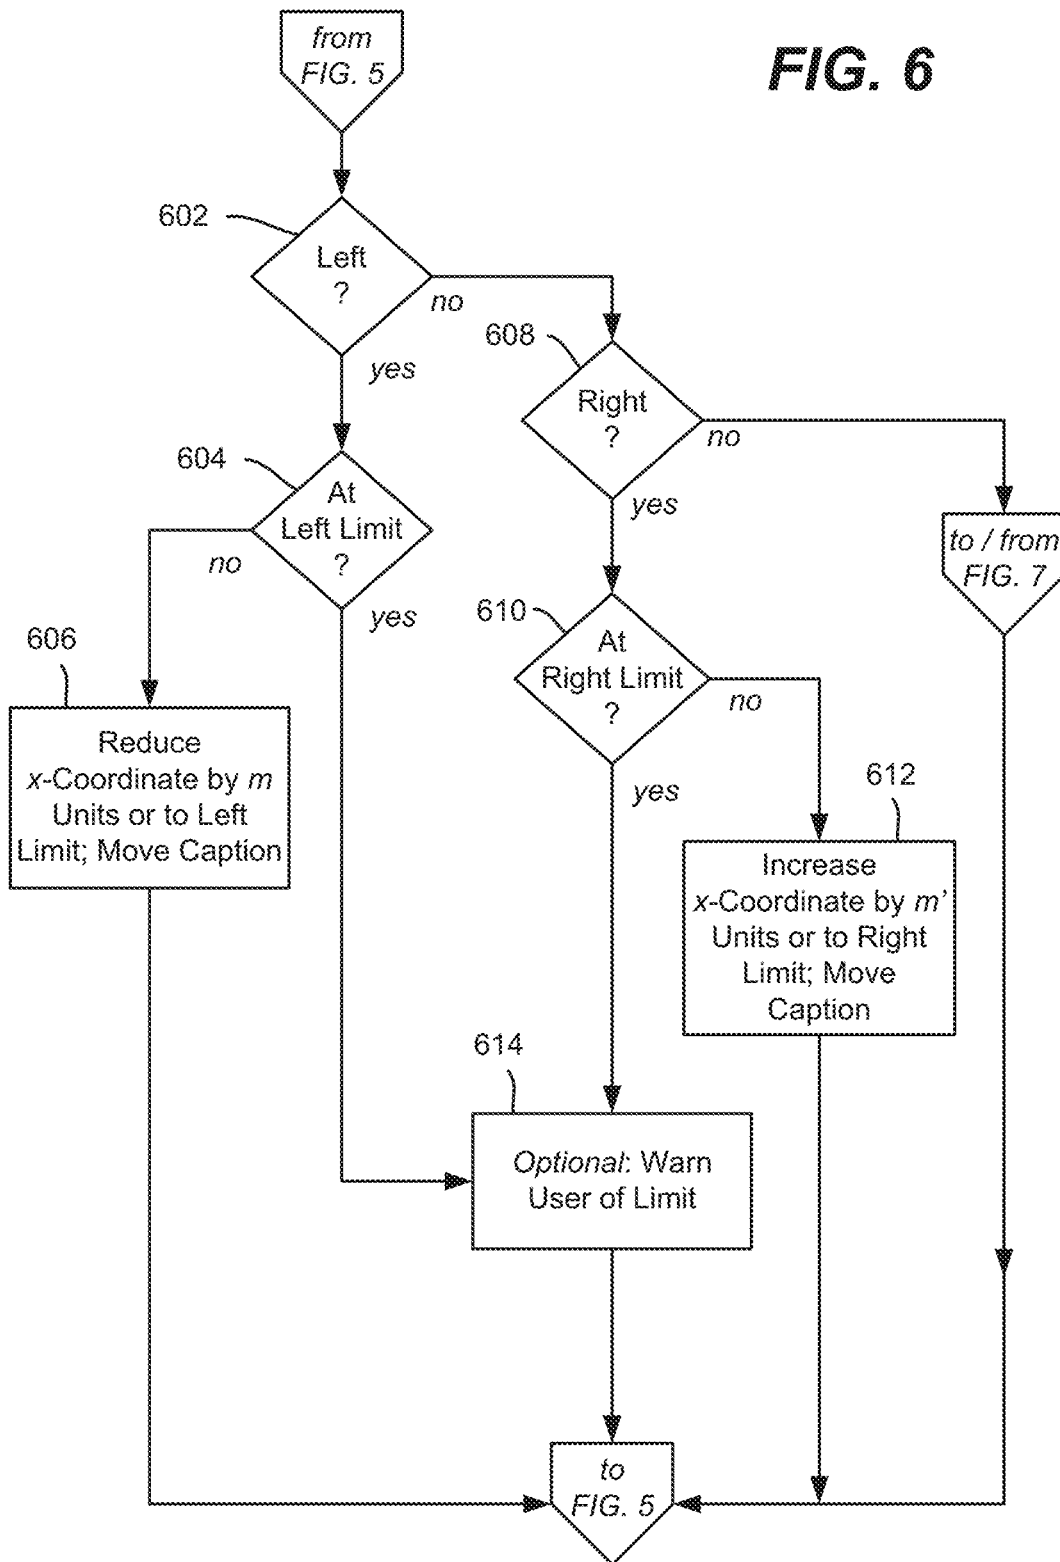 from
FIG. 5
FIG. 6
602
Left
?
no
yes
608
Right
?
no
yes
604
At
Left Limit
?
no
yes
to / from
FIG. 7
610
At
Right Limit
?
no
yes
606
Reduce
x-Coordinate by m
Units or to Left
Limit; Move Caption
612
Increase
x-Coordinate by m'
Units or to Right
Limit; Move
Caption
614
Optional: Warn
User of Limit
to
FIG. 5